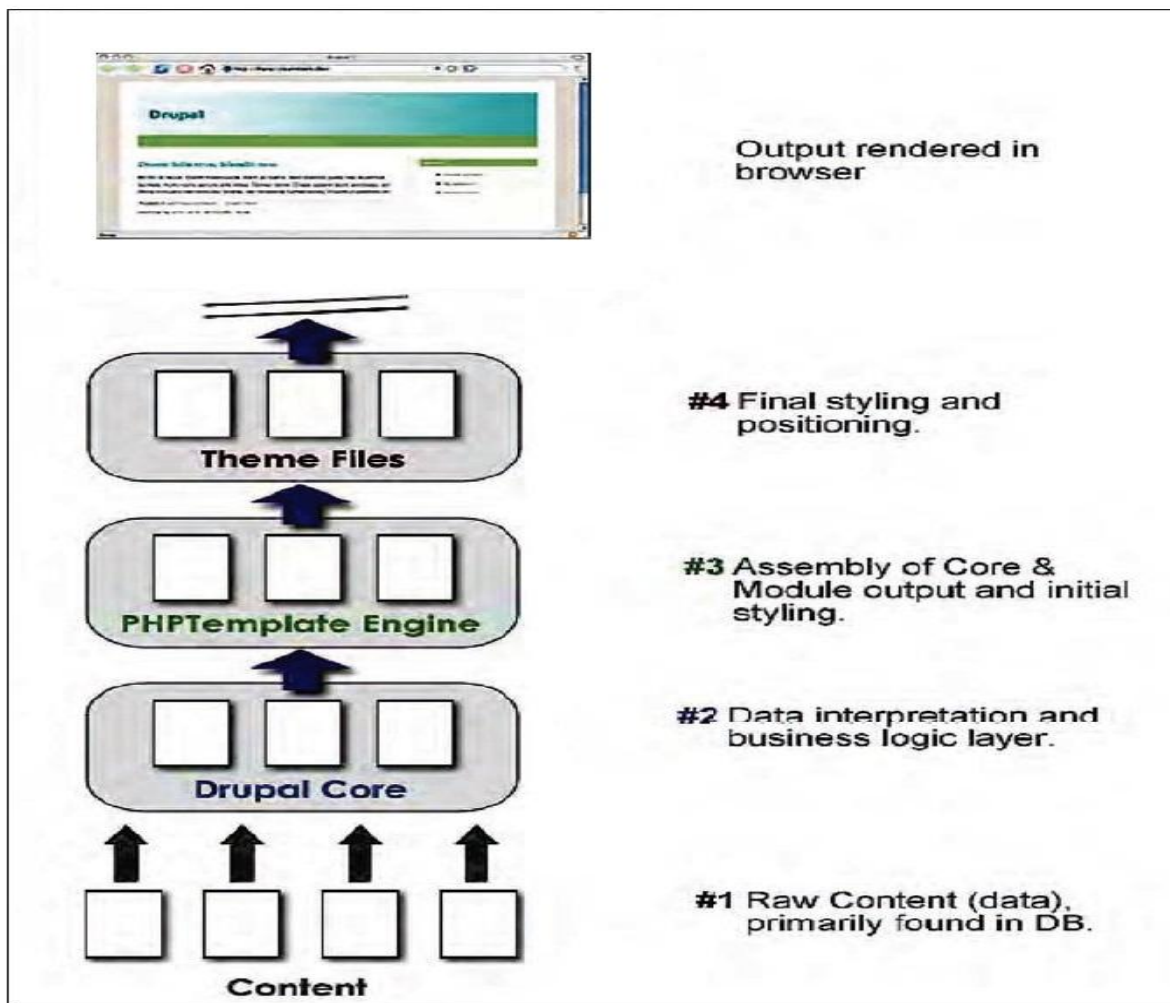 Drupal
Output rendered in
browser
#4 Final styling and
positioning.
Theme Files
#3 Assembly of Core &
Module output and initial
styling.
PHPTemplate Engine
#2 Data interpretation and
business logic layer.
Drupal Core
#1 Raw Content (data),
primarily found in DB.
Content